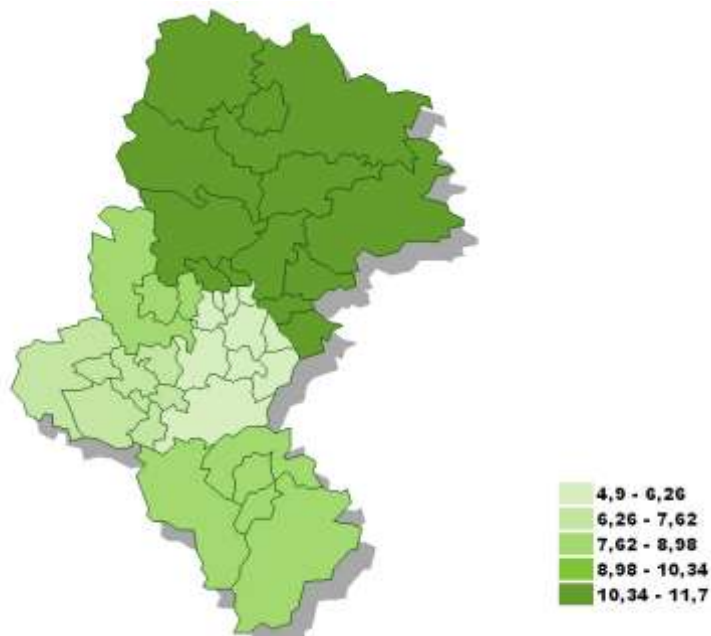 4,9 - 6,26
6,26 - 7,62
7,62 - 8,98
8,98 - 10,34
10,34 - 11,7